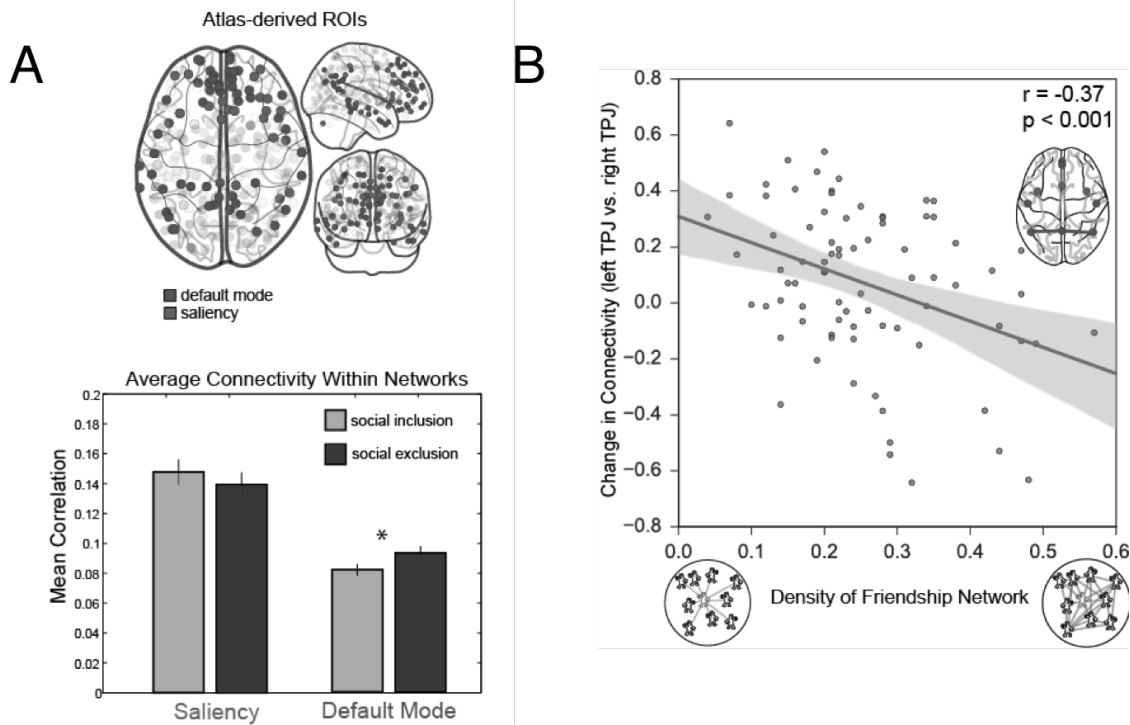 A
Atlas-derived ROIs
default mode
saliency
Average Connectivity Within Networks
Mean Correlation
0.2
0.18
0.16
0.14
0.12
0.1
0.08
0.06
0.04
0.02
0
social inclusion
social exclusion
*
Saliency
Default Mode
B
Change in Connectivity (left TPJ vs. right TPJ)
0.8
0.6
0.4
0.2
0.0
−0.2
−0.4
−0.6
−0.8
r = -0.37
p < 0.001
0.0
0.1
0.2
0.3
0.4
0.5
0.6
Density of Friendship Network